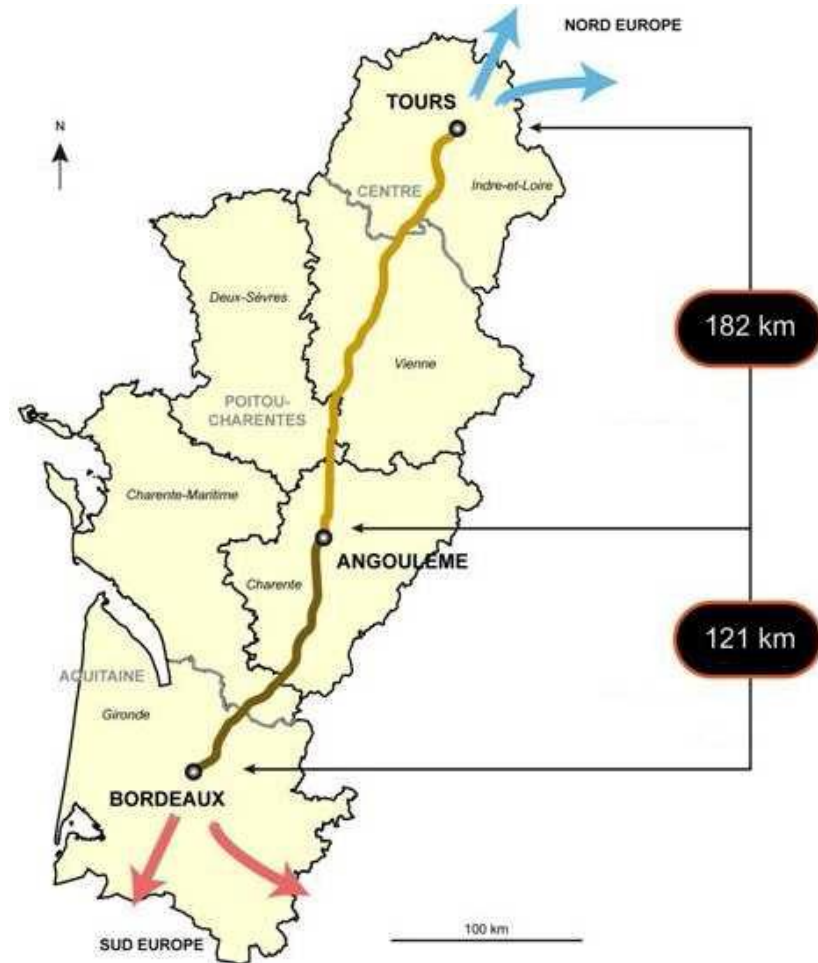 NORD EUROPE
TOURS
N
CENTRE
Indre-et-Loire
Deux-Sèvres
182 km
Vienne
POITOU-
CHARENTES
Charente-Maritime
ANGOULEME
Charente
121 km
AQUITAINE
Gironde
BORDEAUX
100 km
SUD EUROPE